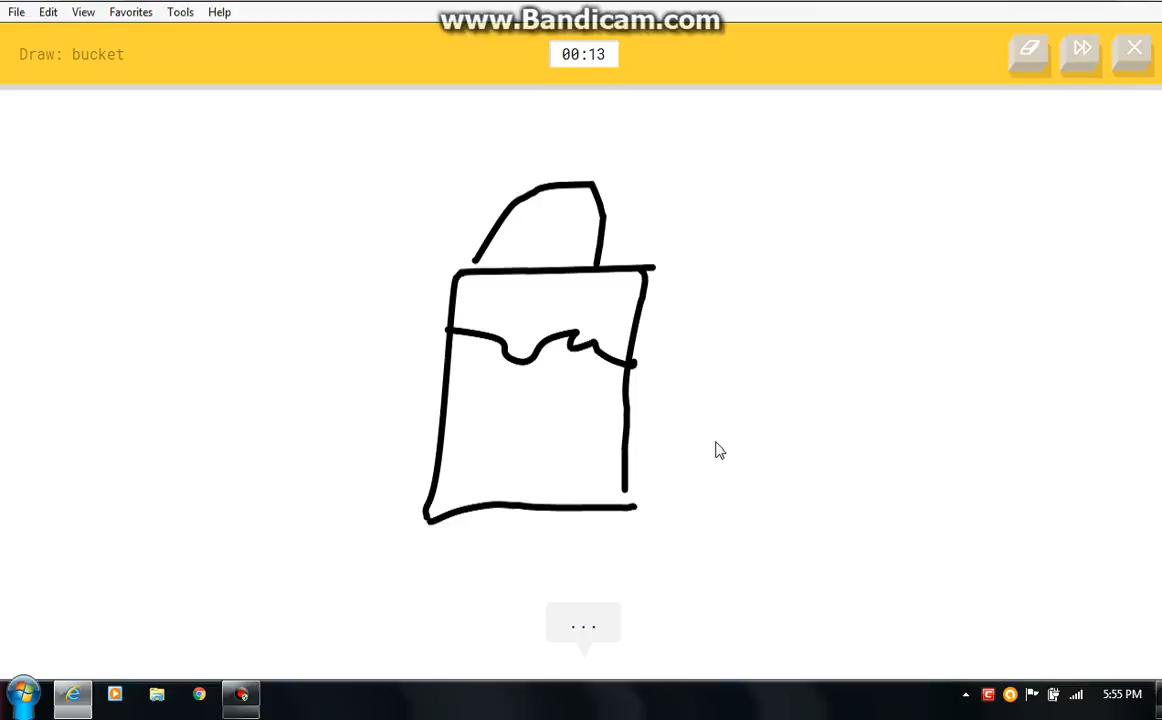 File Edit View Favorites Tools Help
www.Bandicam.com
Draw: bucket
00:13
...
5:55 PM